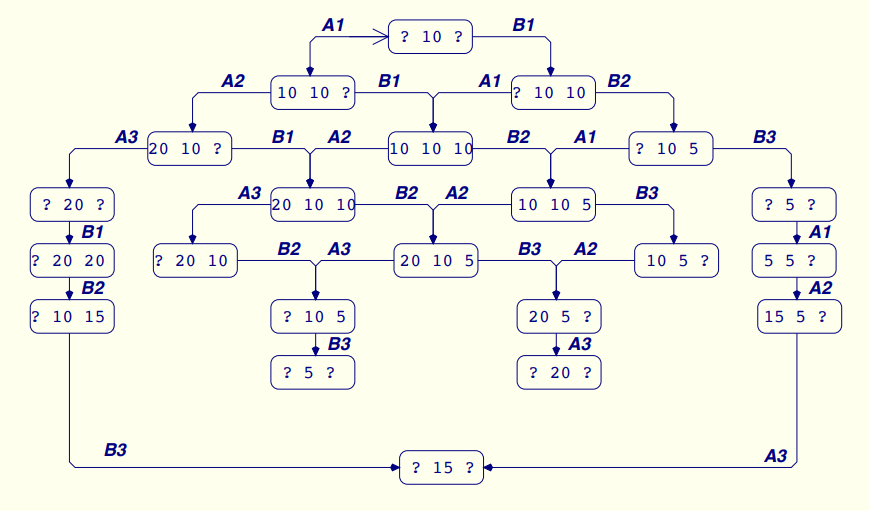 A1 B1
? 10 ?
A2 B1 A1 B2
10 10 ? ? 10 10
A3 B1 A2 B2 A1 B3
20 10 ? 10 10 10 ? 10 5
A3 B2 A2 B3
? 20 ? 20 10 10 10 10 5 ? 5 ?
B1 A1
B2 A3 B3 A2
? 20 20 ? 20 10 20 10 5 10 5 ? 5 5 ?
B2 A2
? 10 15 ? 10 5 20 5 ? 15 5 ?
B3 A3
? 5 ? ? 20 ?
B3 A3
? 15 ?